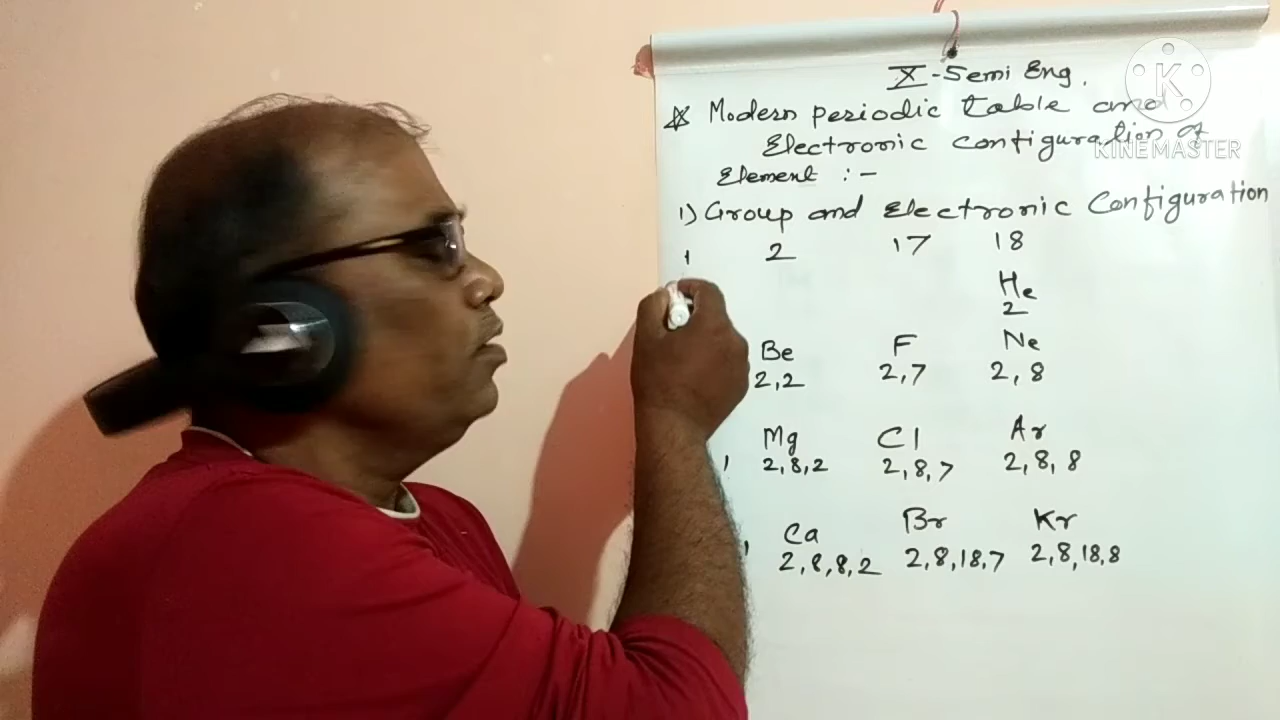 X - Semi Eng.
Modern periodic table and
Electronic configuration of
Element :-
1) Group and Electronic Configuration
1 2 17 18
He
2
Be F Ne
2,2 2,7 2,8
Mg Cl Ar
2,8,2 2,8,7 2,8,8
Ca Br Kr
2,8,8,2 2,8,18,7 2,8,18,8
K
KINEMASTER